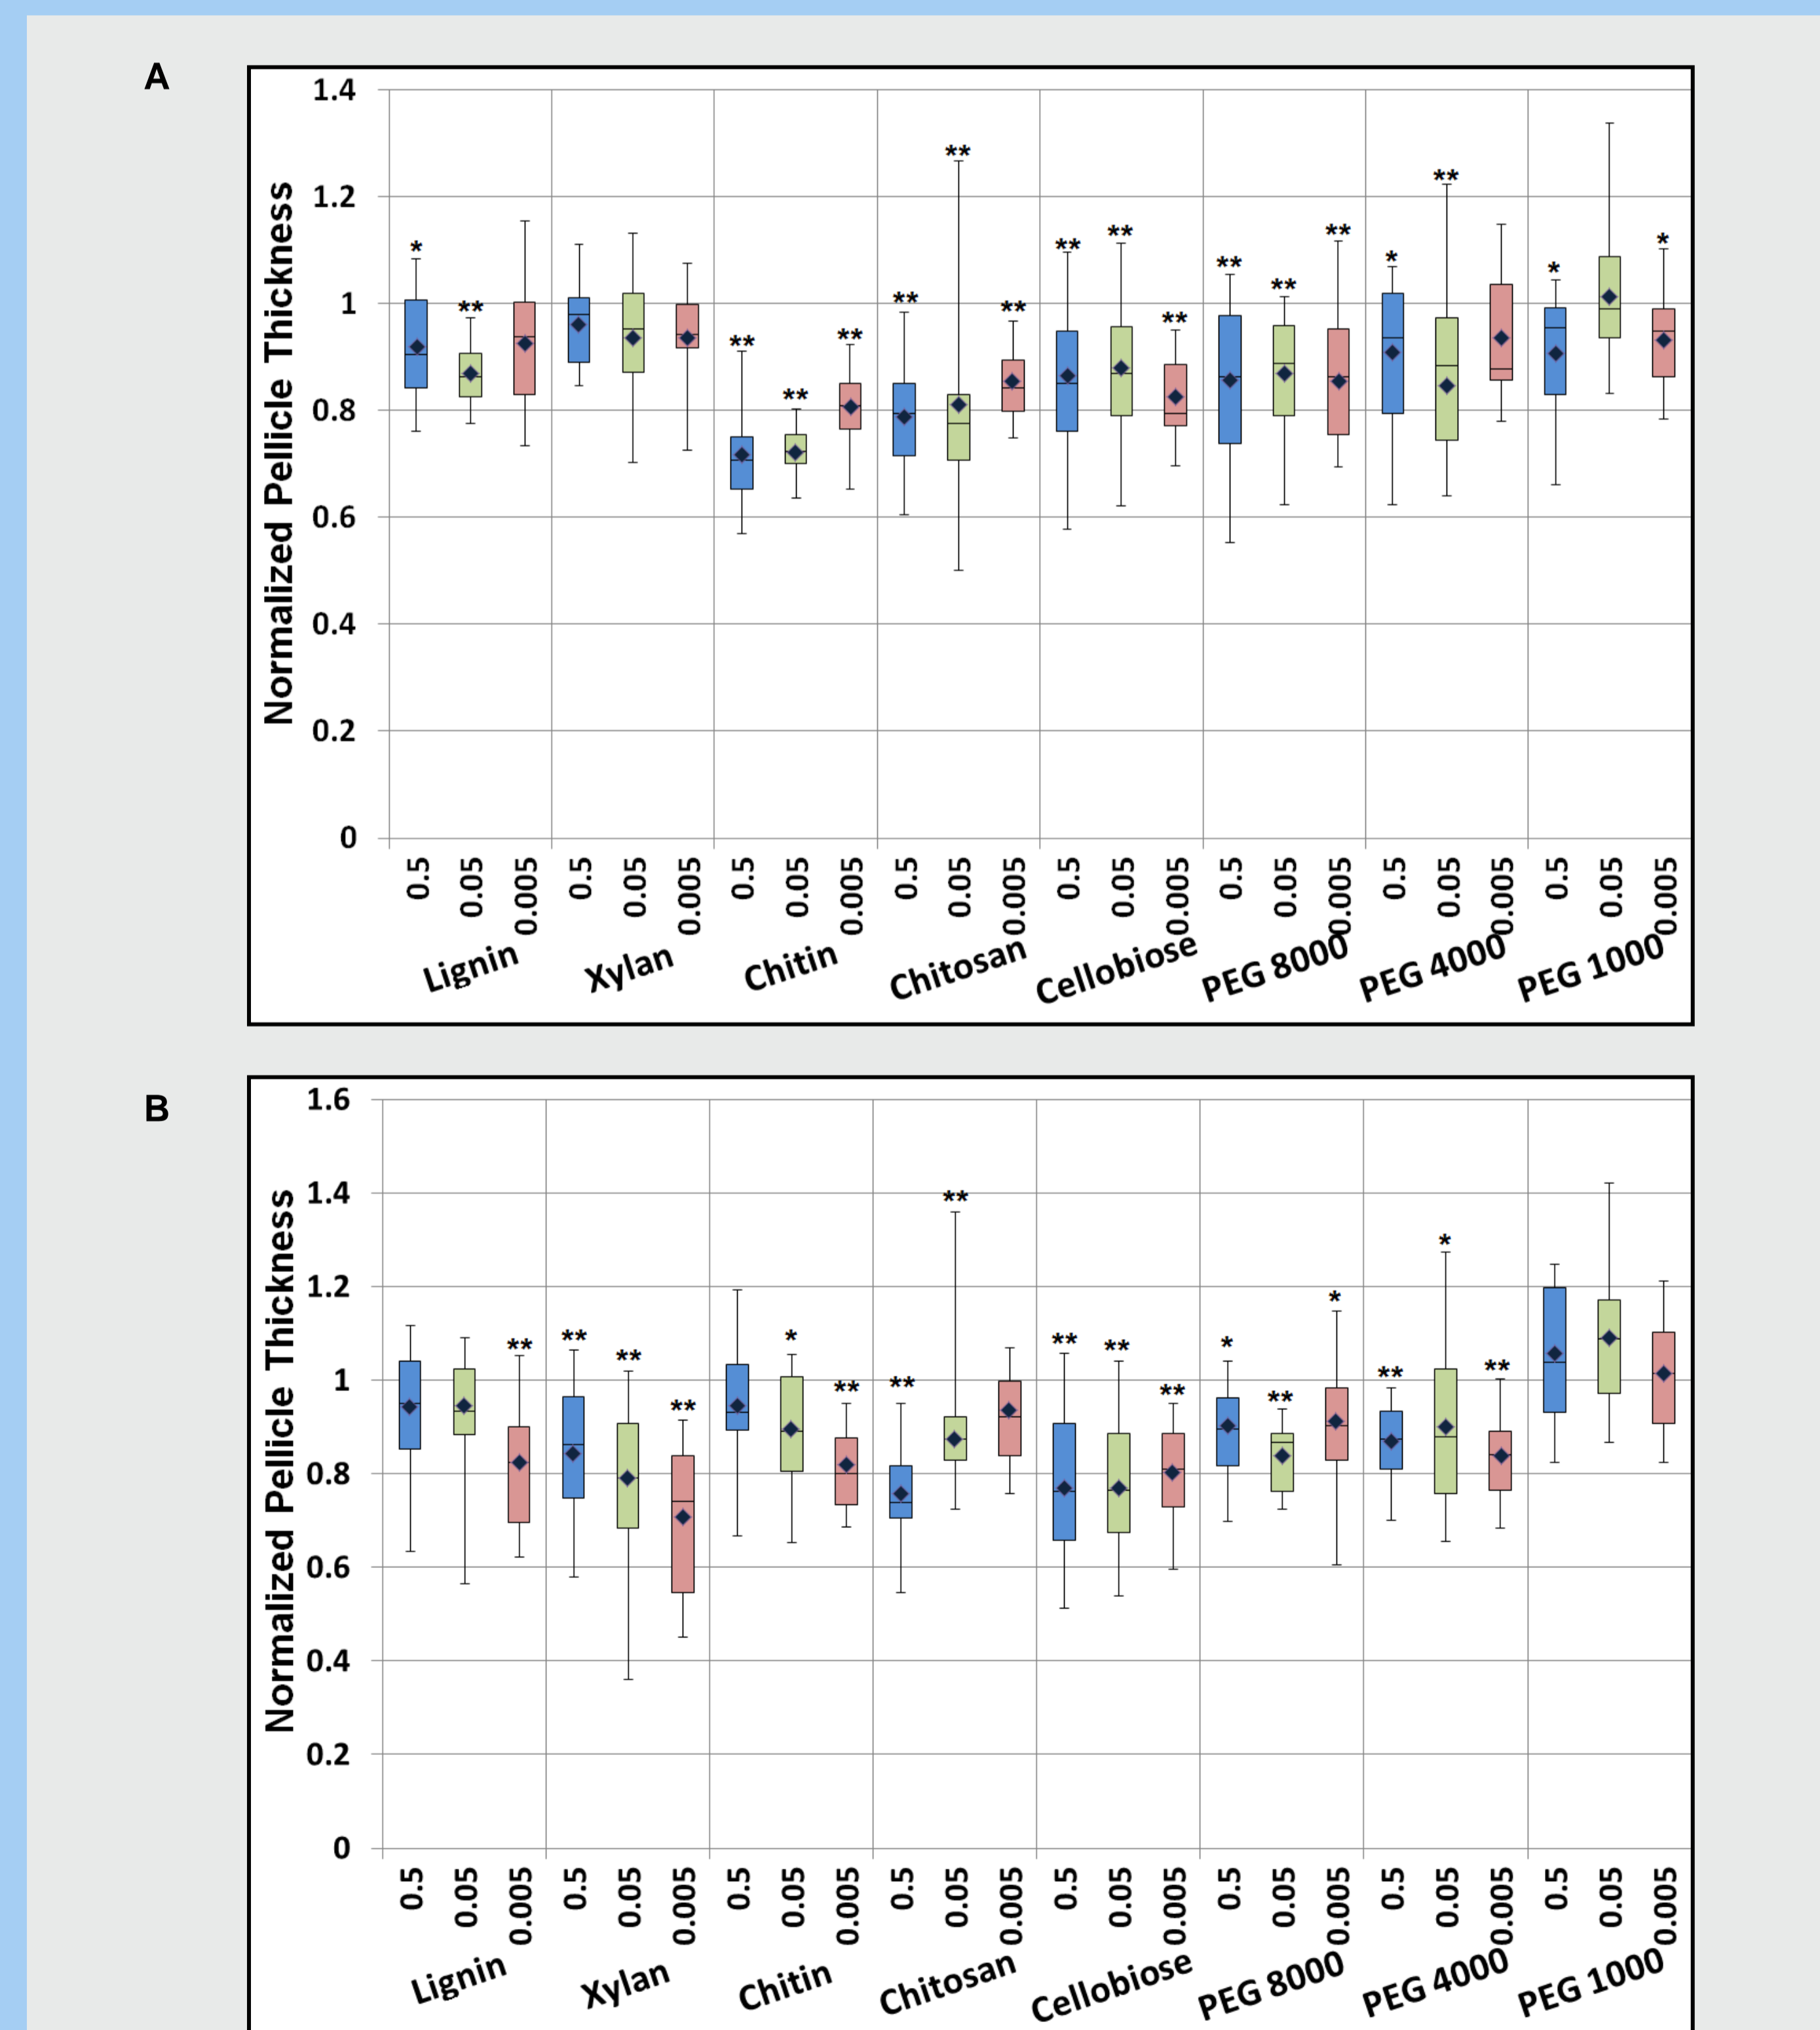 A
Normalized Pellicle Thickness
1.4
1.2
1
0.8
0.6
0.4
0.2
0
* ** ** ** ** ** ** ** ** ** ** ** ** ** * ** * *
0.5 0.05 0.005 0.5 0.05 0.005 0.5 0.05 0.005 0.5 0.05 0.005 0.5 0.05 0.005 0.5 0.05 0.005 0.5 0.05 0.005 0.5 0.05 0.005
Lignin Xylan Chitin Chitosan Cellobiose PEG 8000 PEG 4000 PEG 1000
B
Normalized Pellicle Thickness
1.6
1.4
1.2
1
0.8
0.6
0.4
0.2
0
** ** ** ** * ** ** ** ** ** ** * ** * ** * **
0.5 0.05 0.005 0.5 0.05 0.005 0.5 0.05 0.005 0.5 0.05 0.005 0.5 0.05 0.005 0.5 0.05 0.005 0.5 0.05 0.005 0.5 0.05 0.005
Lignin Xylan Chitin Chitosan Cellobiose PEG 8000 PEG 4000 PEG 1000